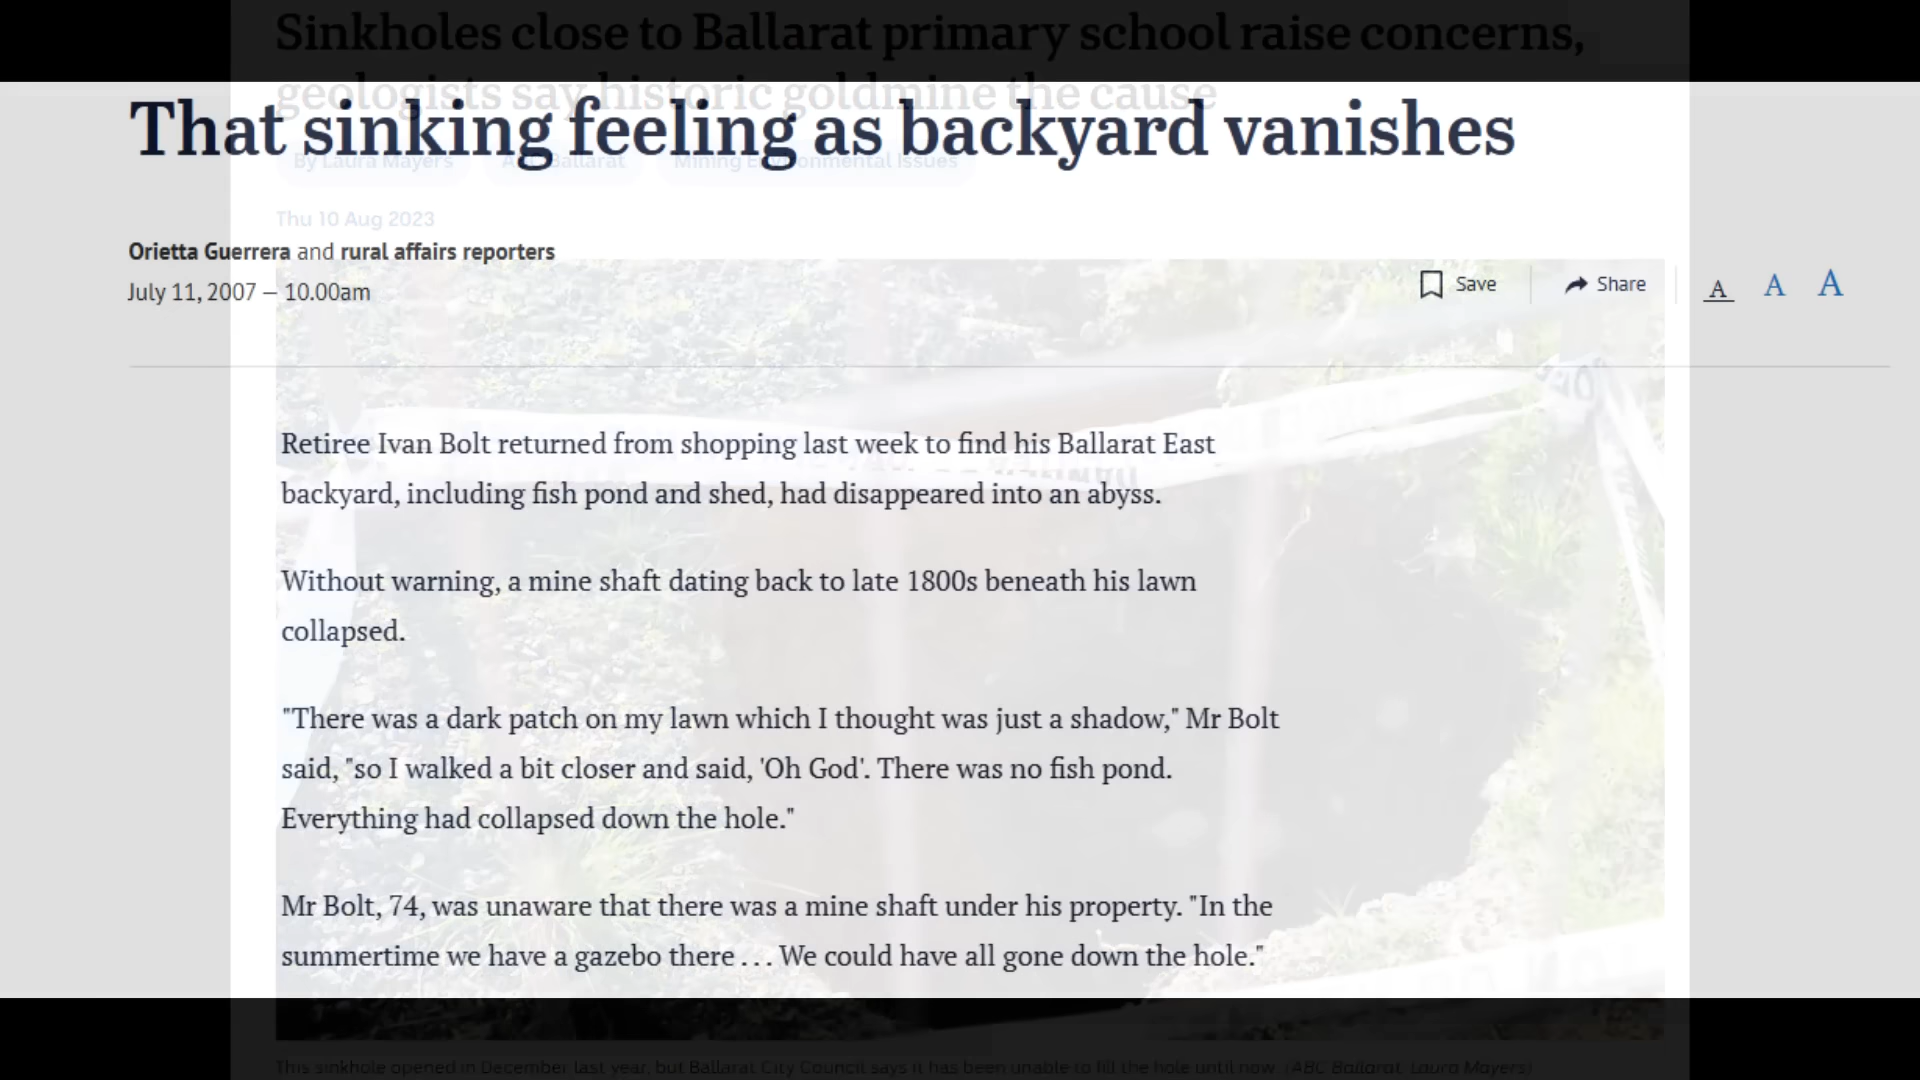 Sinkholes close to Ballarat primary school raise concerns,
geologists say historic goldmine the cause
That sinking feeling as backyard vanishes
By Laura Mayers ABC Ballarat Mining Environmental Issues
Thu 10 Aug 2023
Orietta Guerrera and rural affairs reporters
July 11, 2007 – 10.00am
Save Share A A A
Retiree Ivan Bolt returned from shopping last week to find his Ballarat East
backyard, including fish pond and shed, had disappeared into an abyss.
Without warning, a mine shaft dating back to late 1800s beneath his lawn
collapsed.
"There was a dark patch on my lawn which I thought was just a shadow," Mr Bolt
said, "so I walked a bit closer and said, 'Oh God'. There was no fish pond.
Everything had collapsed down the hole."
Mr Bolt, 74, was unaware that there was a mine shaft under his property. "In the
summertime we have a gazebo there . . . We could have all gone down the hole."
This sinkhole opened in December last year, but Ballarat City Council says it has been unable to fill the hole until now. (ABC Ballarat: Laura Mayers)